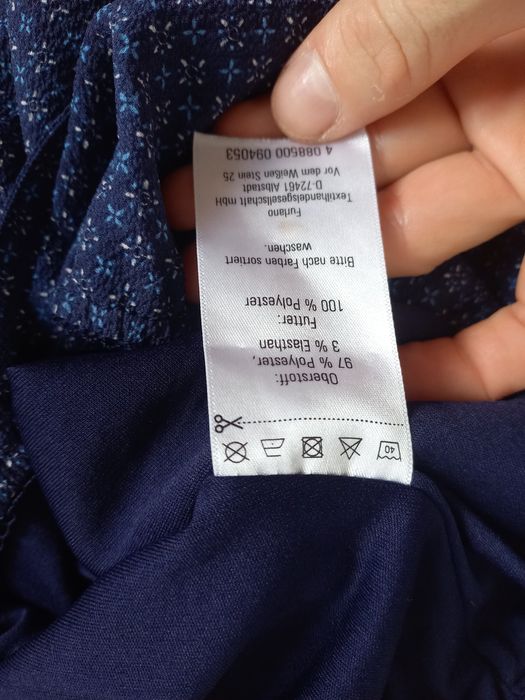 40
Oberstoff:
97 % Polyester,
3 % Elasthan
Futter:
100 % Polyester
Bitte nach Farben sortiert
waschen.
Furlano
Textilhandelsgesellschaft mbH
D-72461 Albstadt
Vor dem Weißen Stein 25
4 088500 094053